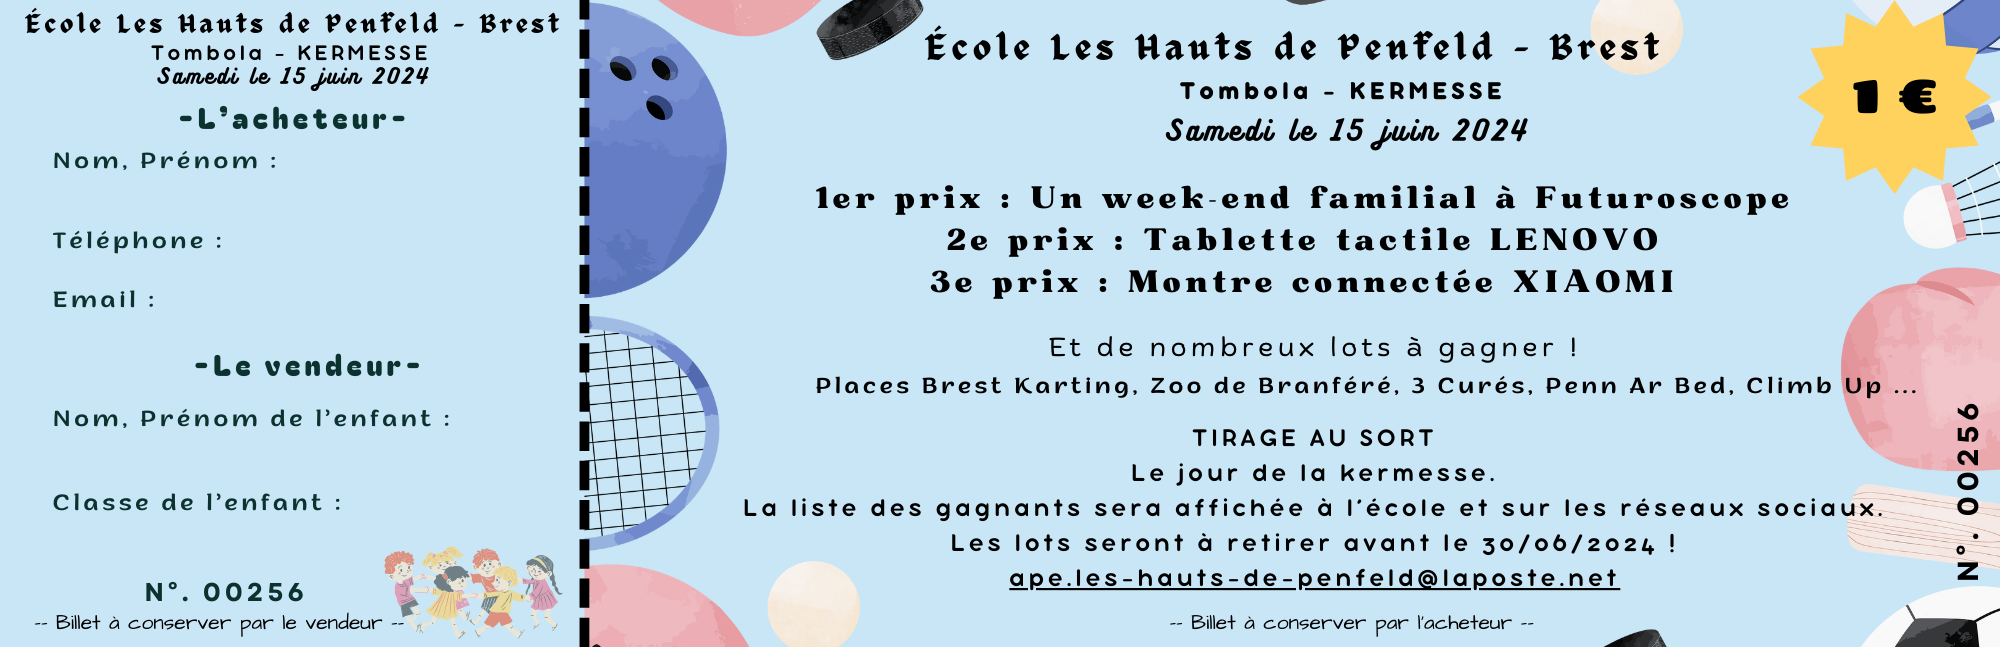 École Les Hauts de Penfeld - Brest
Tombola - KERMESSE
Samedi le 15 juin 2024
-L'acheteur-
Nom, Prénom :
Téléphone :
Email :
-Le vendeur-
Nom, Prénom de l'enfant :
Classe de l'enfant :
N°. 00256
-- Billet à conserver par le vendeur --
École Les Hauts de Penfeld - Brest
Tombola - KERMESSE
Samedi le 15 juin 2024
1 €
1er prix : Un week-end familial à Futuroscope
2e prix : Tablette tactile LENOVO
3e prix : Montre connectée XIAOMI
Et de nombreux lots à gagner !
Places Brest Karting, Zoo de Branféré, 3 Curés, Penn Ar Bed, Climb Up ...
TIRAGE AU SORT
Le jour de la kermesse.
La liste des gagnants sera affichée à l'école et sur les réseaux sociaux.
Les lots seront à retirer avant le 30/06/2024 !
ape.les-hauts-de-penfeld@laposte.net
-- Billet à conserver par l'acheteur --
N°. 00256